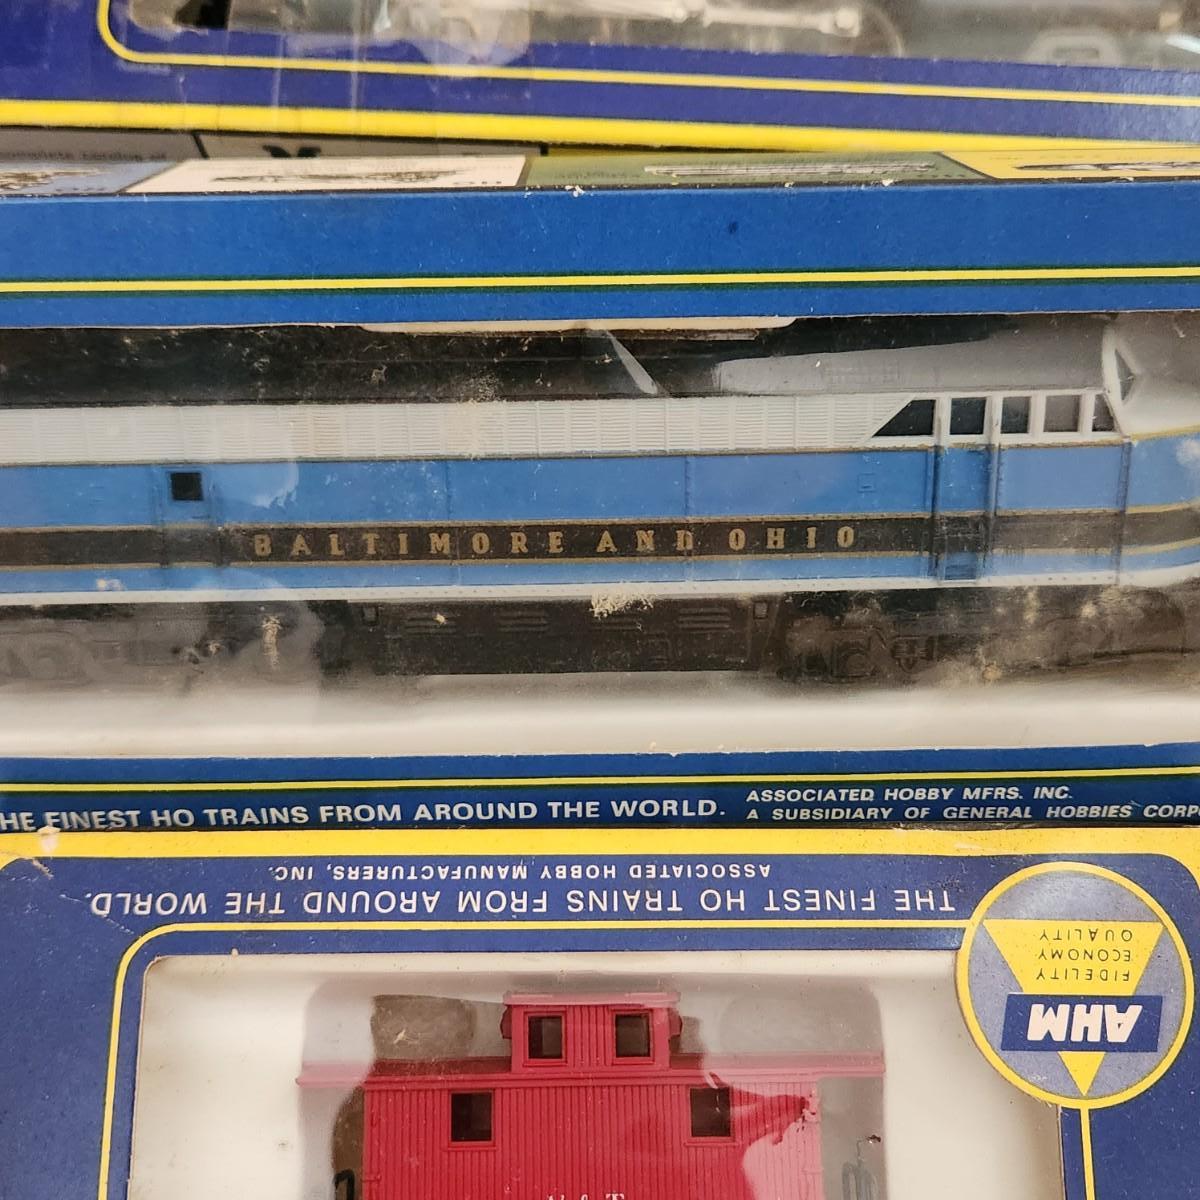 BALTIMORE AND OHIO
HE FINEST HO TRAINS FROM AROUND THE WORLD.
ASSOCIATED HOBBY MFRS. INC.
A SUBSIDIARY OF GENERAL HOBBIES CORP
ASSOCIATED HOBBY MANUFACTURERS, INC.
THE FINEST HO TRAINS FROM AROUND THE WORLD.
AHM
FIDELITY
ECONOMY
QUALITY